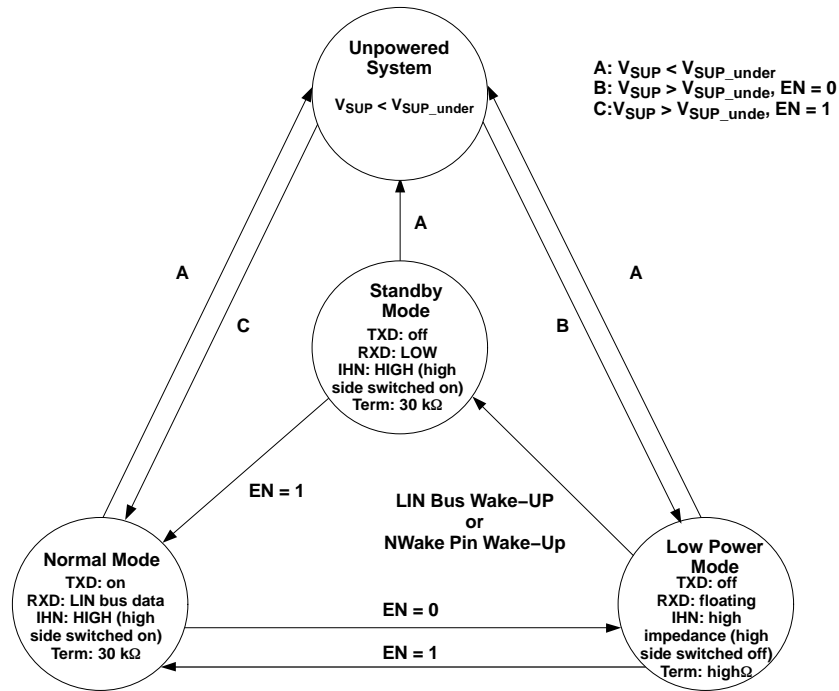 Unpowered
System
VSUP < VSUP_under
A: VSUP < VSUP_under
B: VSUP > VSUP_unde, EN = 0
C:VSUP > VSUP_unde, EN = 1
A
A
C
B
A
Standby
Mode
TXD: off
RXD: LOW
IHN: HIGH (high
side switched on)
Term: 30 kΩ
EN = 1
LIN Bus Wake–UP
or
NWake Pin Wake–Up
Normal Mode
TXD: on
RXD: LIN bus data
IHN: HIGH (high
side switched on)
Term: 30 kΩ
EN = 0
EN = 1
Low Power
Mode
TXD: off
RXD: floating
IHN: high
impedance (high
side switched off)
Term: highΩ